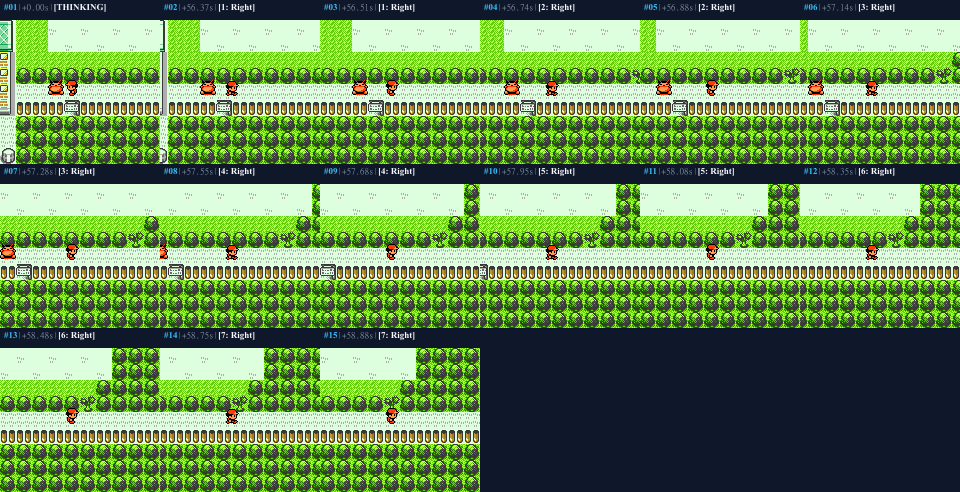 #01|+0.00s|[THINKING]
#02|+56.37s|[1: Right]
#03|+56.51s|[1: Right]
#04|+56.74s|[2: Right]
#05|+56.88s|[2: Right]
#06|+57.14s|[3: Right]
#07|+57.28s|[3: Right]
#08|+57.55s|[4: Right]
#09|+57.68s|[4: Right]
#10|+57.95s|[5: Right]
#11|+58.08s|[5: Right]
#12|+58.35s|[6: Right]
#13|+58.48s|[6: Right]
#14|+58.75s|[7: Right]
#15|+58.88s|[7: Right]